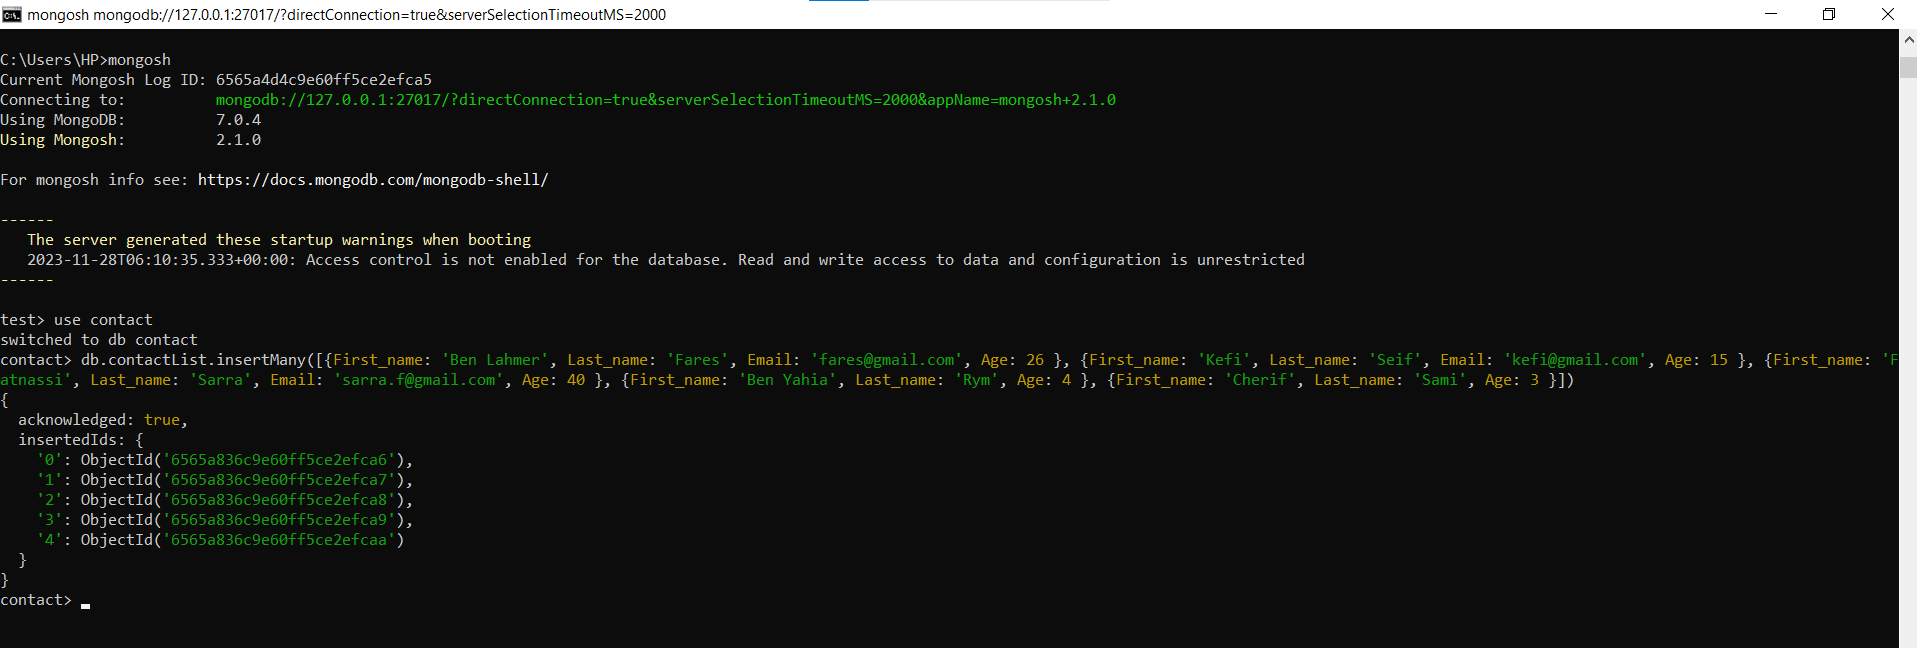 mongosh mongodb://127.0.0.1:27017/?directConnection=true&serverSelectionTimeoutMS=2000
C:\Users\HP>mongosh
Current Mongosh Log ID: 6565a4d4c9e60ff5ce2efca5
Connecting to:          mongodb://127.0.0.1:27017/?directConnection=true&serverSelectionTimeoutMS=2000&appName=mongosh+2.1.0
Using MongoDB:          7.0.4
Using Mongosh:          2.1.0
For mongosh info see: https://docs.mongodb.com/mongodb-shell/
------
   The server generated these startup warnings when booting
   2023-11-28T06:10:35.333+00:00: Access control is not enabled for the database. Read and write access to data and configuration is unrestricted
------
test> use contact
switched to db contact
contact> db.contactList.insertMany([{First_name: 'Ben Lahmer', Last_name: 'Fares', Email: 'fares@gmail.com', Age: 26 }, {First_name: 'Kefi', Last_name: 'Seif', Email: 'kefi@gmail.com', Age: 15 }, {First_name: 'F
atnassi', Last_name: 'Sarra', Email: 'sarra.f@gmail.com', Age: 40 }, {First_name: 'Ben Yahia', Last_name: 'Rym', Age: 4 }, {First_name: 'Cherif', Last_name: 'Sami', Age: 3 }])
{
  acknowledged: true,
  insertedIds: {
    '0': ObjectId('6565a836c9e60ff5ce2efca6'),
    '1': ObjectId('6565a836c9e60ff5ce2efca7'),
    '2': ObjectId('6565a836c9e60ff5ce2efca8'),
    '3': ObjectId('6565a836c9e60ff5ce2efca9'),
    '4': ObjectId('6565a836c9e60ff5ce2efcaa')
  }
}
contact>